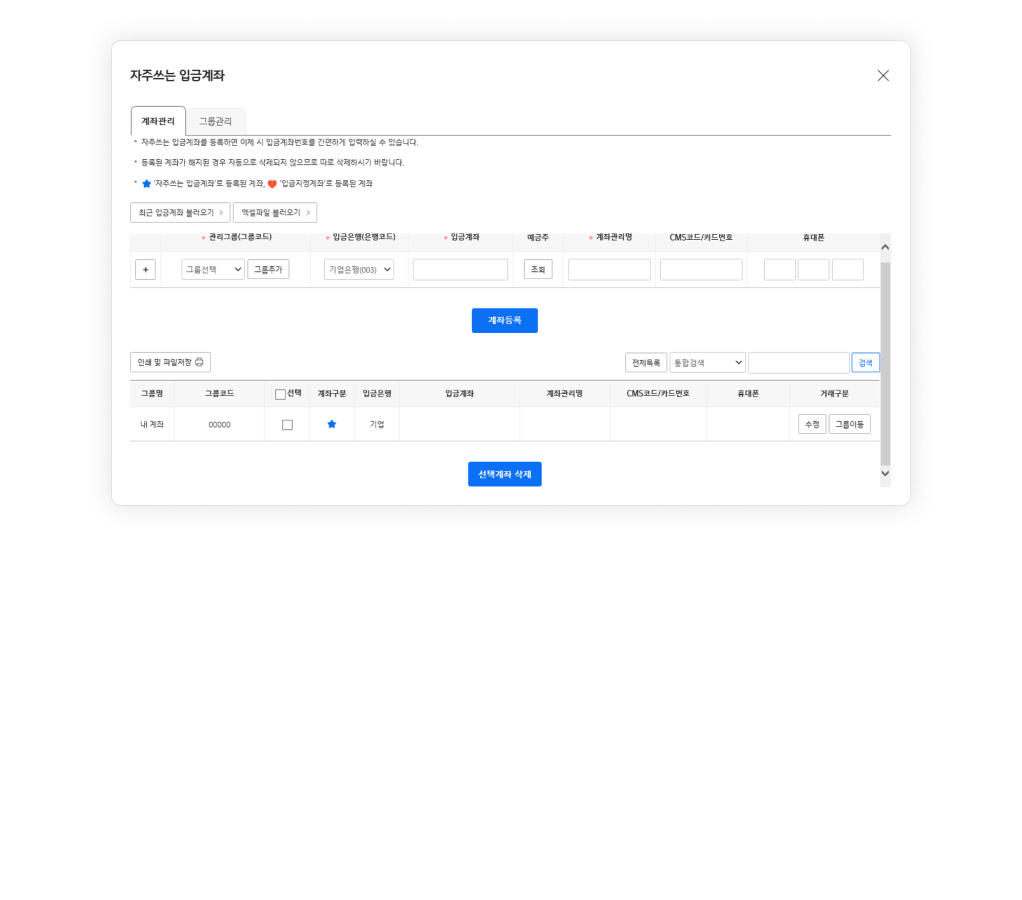 자주쓰는 입금계좌
계좌관리 그룹관리
* 자주쓰는 입금계좌를 등록하면 이체 시 입금계좌번호를 간편하게 입력하실 수 있습니다.
* 등록된 계좌가 해지된 경우 자동으로 삭제되지 않으므로 따로 삭제하시기 바랍니다.
* '자주쓰는 입금계좌'로 등록된 계좌, '입금지정계좌'로 등록된 계좌
최근 입금계좌 불러오기 > 엑셀파일 불러오기 >
* 관리그룹(그룹코드) * 입금은행(은행코드) * 입금계좌 예금주 * 계좌관리명 CMS코드/카드번호 휴대폰
+ 그룹선택 그룹추가 기업은행(003) 조회
계좌등록
인쇄 및 파일저장 전체목록 통합검색 검색
그룹명 그룹코드 선택 계좌구분 입금은행 입금계좌 계좌관리명 CMS코드/카드번호 휴대폰 거래구분
내 계좌 00000 기업 수정 그룹이동
선택계좌 삭제